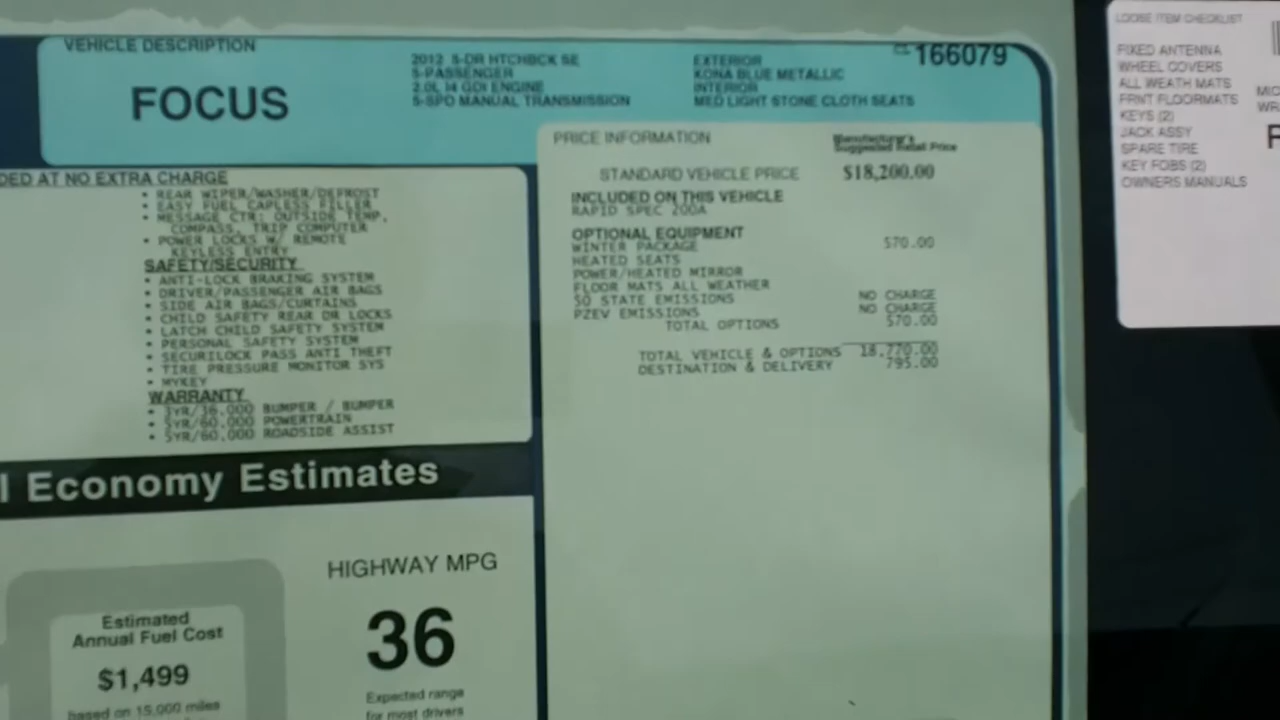 VEHICLE DESCRIPTION
FOCUS
2012 5-DR HTCHBCK SE
5-PASSENGER
2.0L I4 GDI ENGINE
5-SPD MANUAL TRANSMISSION
EXTERIOR
KONA BLUE METALLIC
INTERIOR
MED LIGHT STONE CLOTH SEATS
166079
DED AT NO EXTRA CHARGE
• REAR WIPER/WASHER/DEFROST
• EASY FUEL CAPLESS FILLER
• MESSAGE CTR: OUTSIDE TEMP,
COMPASS, TRIP COMPUTER
• POWER LOCKS W/ REMOTE
KEYLESS ENTRY
SAFETY/SECURITY
• ANTI-LOCK BRAKING SYSTEM
• DRIVER/PASSENGER AIR BAGS
• SIDE AIR BAGS/CURTAINS
• CHILD SAFETY REAR DR LOCKS
• LATCH CHILD SAFETY SYSTEM
• PERSONAL SAFETY SYSTEM
• SECURILOCK PASS ANTI THEFT
• TIRE PRESSURE MONITOR SYS
• MYKEY
WARRANTY
• 3YR/36,000 BUMPER / BUMPER
• 5YR/60,000 POWERTRAIN
• 5YR/60,000 ROADSIDE ASSIST
l Economy Estimates
Estimated
Annual Fuel Cost
$1,499
based on 15,000 miles
HIGHWAY MPG
36
Expected range
for most drivers
PRICE INFORMATION
Manufacturer's
Suggested Retail Price
STANDARD VEHICLE PRICE $18,200.00
INCLUDED ON THIS VEHICLE
RAPID SPEC 200A
OPTIONAL EQUIPMENT
WINTER PACKAGE 570.00
HEATED SEATS
POWER/HEATED MIRROR
FLOOR MATS ALL WEATHER
50 STATE EMISSIONS NO CHARGE
PZEV EMISSIONS NO CHARGE
TOTAL OPTIONS 570.00
TOTAL VEHICLE & OPTIONS 18,770.00
DESTINATION & DELIVERY 795.00
LOOSE ITEM CHECKLIST
FIXED ANTENNA
WHEEL COVERS
ALL WEATH MATS
FRNT FLOORMATS
KEYS (2)
JACK ASSY
SPARE TIRE
KEY FOBS (2)
OWNERS MANUALS
MIC
WR